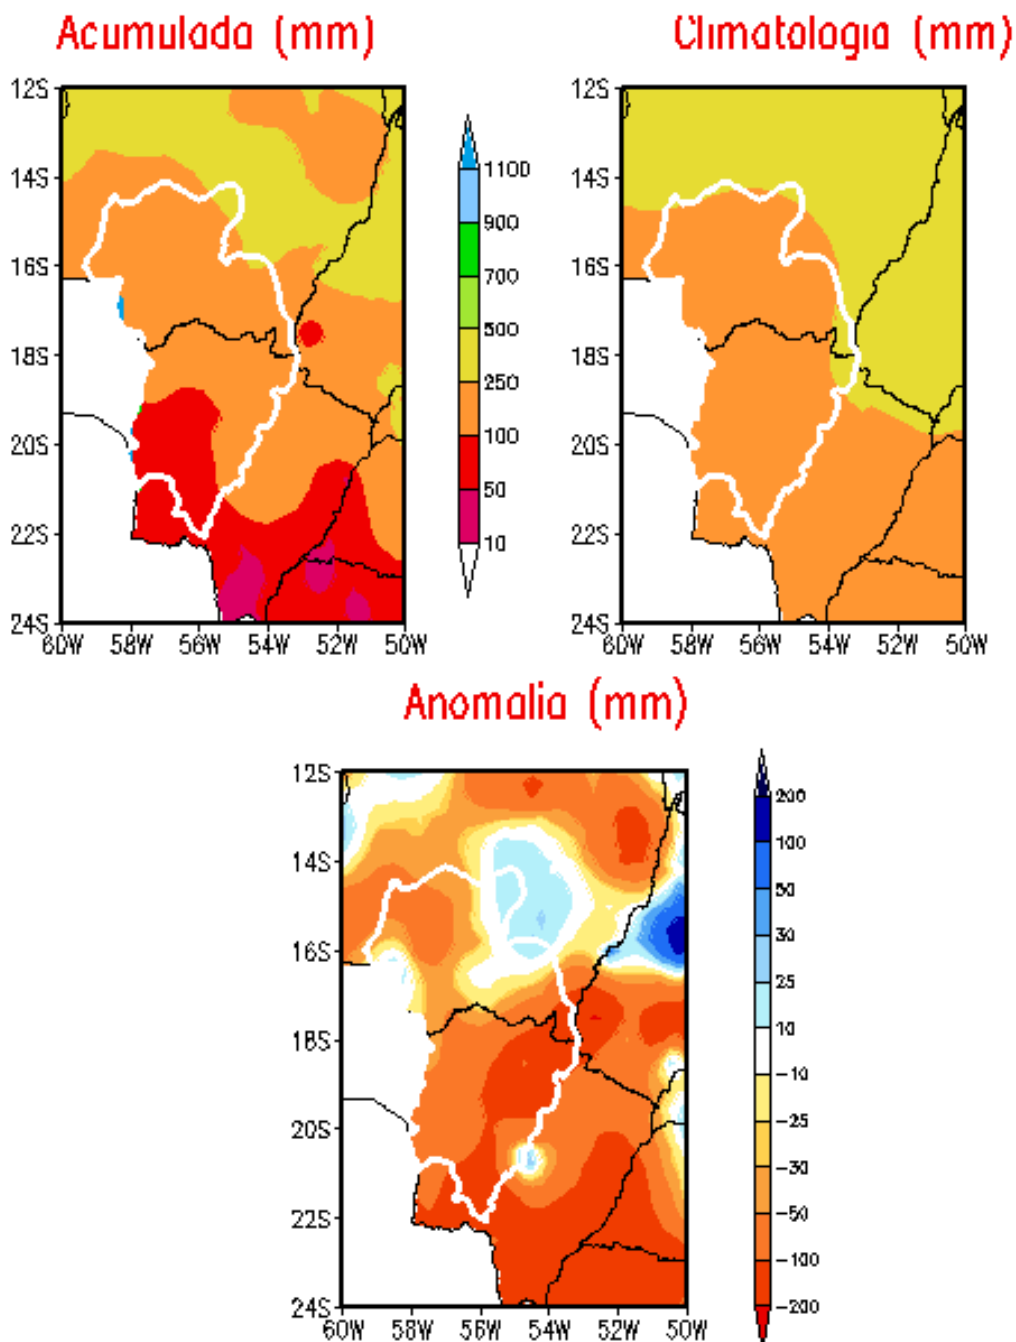 Acumulada (mm)
Climatologia (mm)
12S
14S
16S
18S
20S
22S
24S
60W 58W 56W 54W 52W 50W
1100
900
700
500
250
100
50
10
12S
14S
16S
18S
20S
22S
24S
60W 58W 56W 54W 52W 50W
Anomalia (mm)
12S
14S
16S
18S
20S
22S
24S
60W 58W 56W 54W 52W 50W
200
100
50
30
25
10
-10
-25
-30
-50
-100
-200